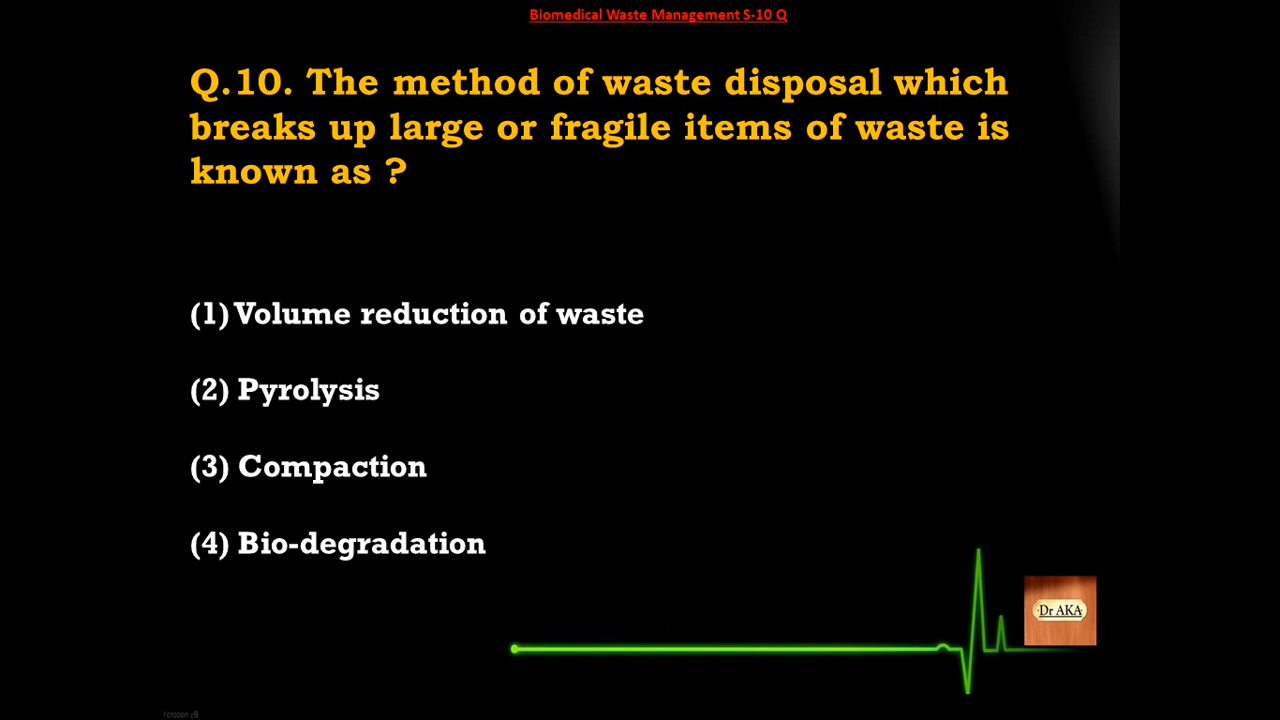 Biomedical Waste Management S-10 Q
Q.10. The method of waste disposal which
breaks up large or fragile items of waste is
known as ?
(1) Volume reduction of waste
(2) Pyrolysis
(3) Compaction
(4) Bio-degradation
Dr AKA